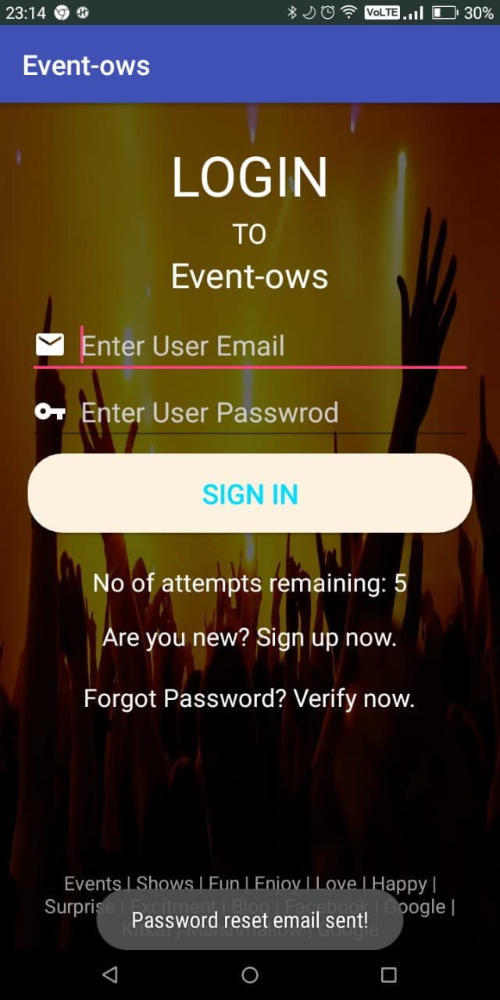 23:14
VoLTE
30%
Event-ows
LOGIN
TO
Event-ows
Enter User Email
Enter User Passwrod
SIGN IN
No of attempts remaining: 5
Are you new? Sign up now.
Forgot Password? Verify now.
Events | Shows | Fun | Enjoy | Love | Happy |
Surprise | Excitment | Blog | Facebook | Google |
Kitkat | Marshmallow | Google
Password reset email sent!